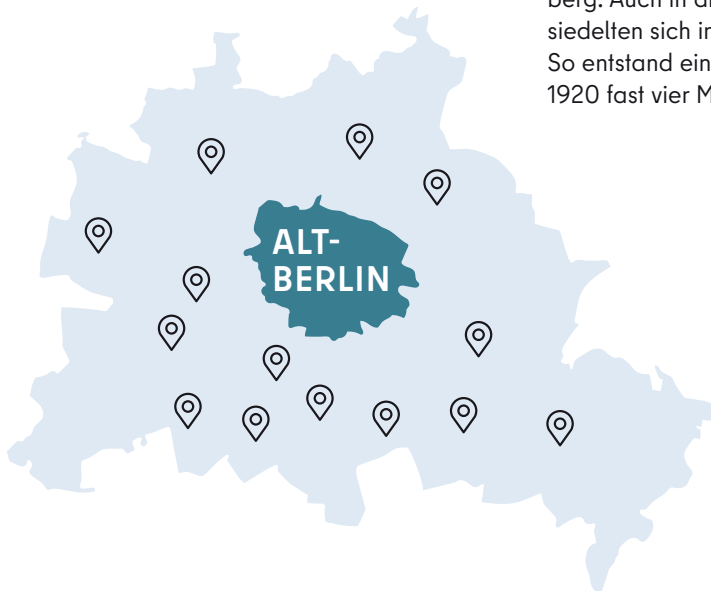 berg. Auch in
siedelten sich
So entstand ein
1920 fast vier
ALT-
BERLIN